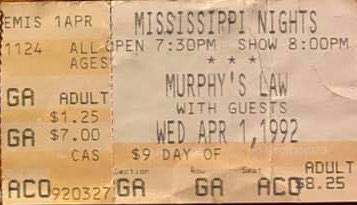 EMIS 1APR MISSISSIPPI NIGHTS
1124 ALL OPEN 7:30PM SHOW 8:00PM
AGES * * *
MURPHY'S LAW
GA ADULT WITH GUESTS
$1.25
GA $7.00 WED APR 1,1992
CAS $9 DAY OF
Section Row Seat ADULT
ACO 920327 GA GA ACO $8.25